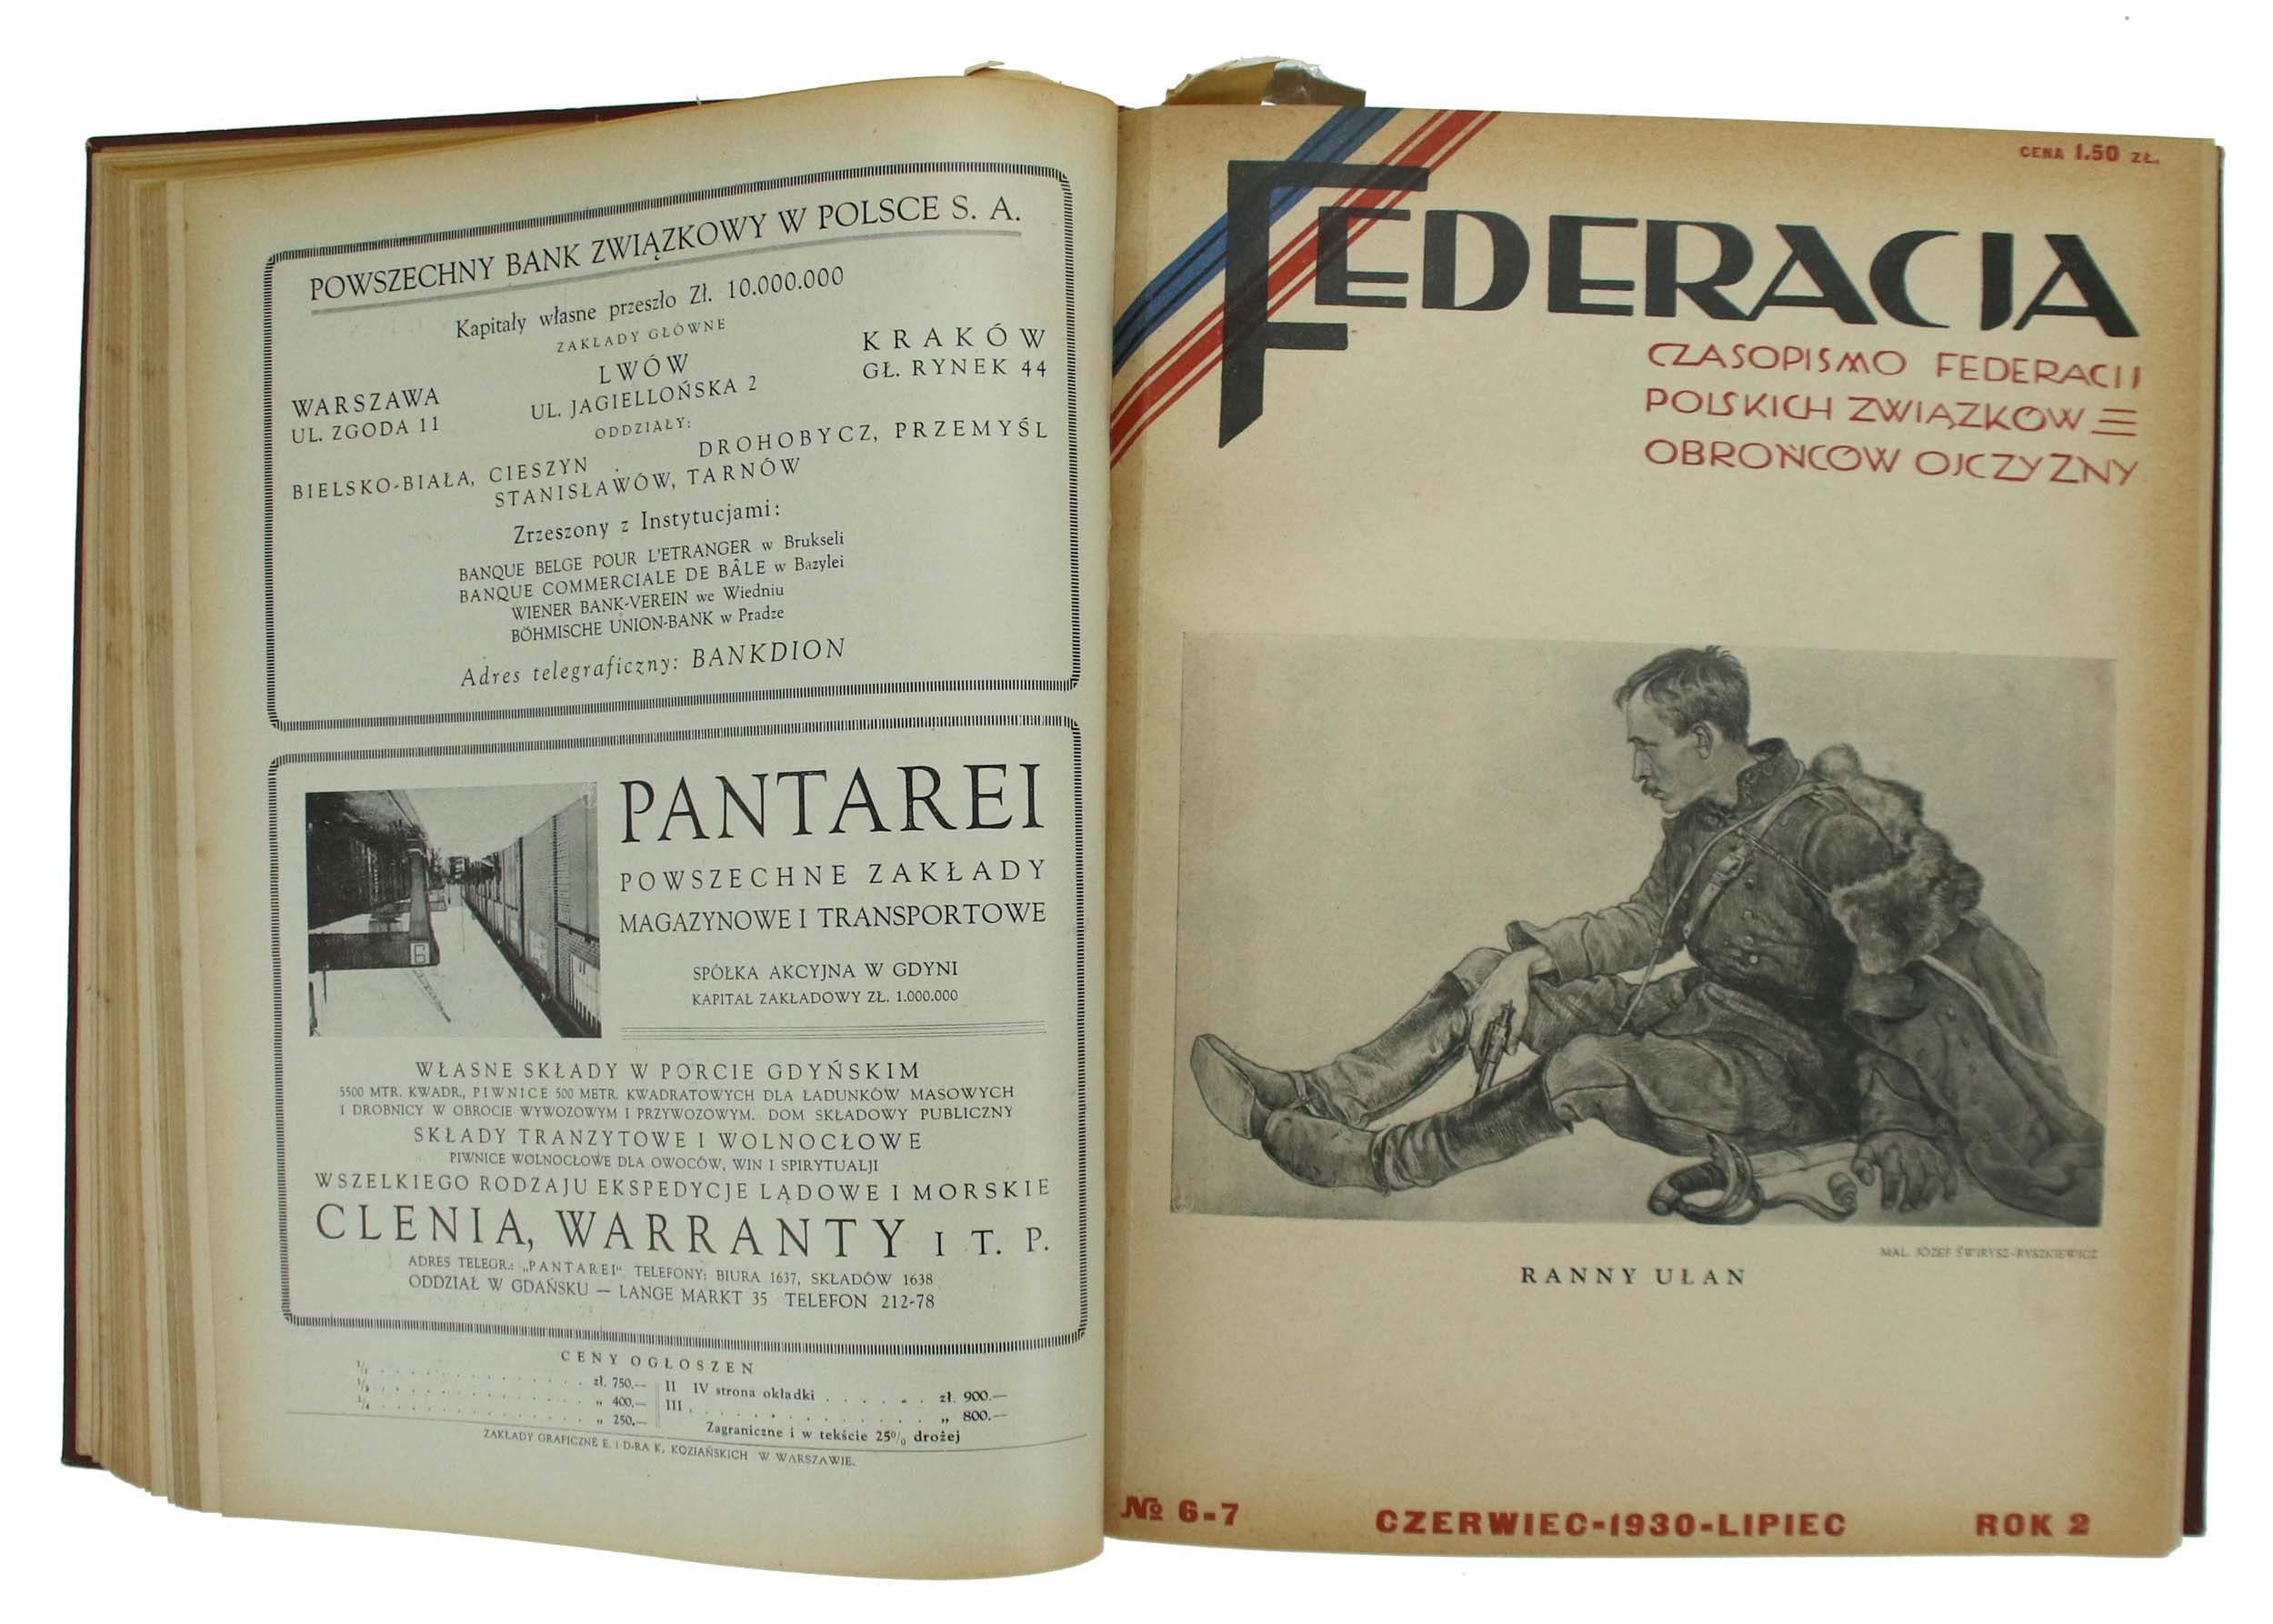 POWSZECHNY BANK ZWIĄZKOWY W POLSCE S. A.
Kapitały własne przeszło Zł. 10.000.000
ZAKŁADY GŁÓWNE
WARSZAWA
UL. ZGODA 11
LWÓW
UL. JAGIELLOŃSKA 2
KRAKÓW
GŁ. RYNEK 44
ODDZIAŁY:
BIELSKO-BIAŁA, CIESZYN DROHOBYCZ, PRZEMYŚL
STANISŁAWÓW, TARNÓW
Zrzeszony z Instytucjami:
BANQUE BELGE POUR L'ETRANGER w Brukseli
BANQUE COMMERCIALE DE BÂLE w Bazylei
WIENER BANK-VEREIN we Wiedniu
BÖHMISCHE UNION-BANK w Pradze
Adres telegraficzny: BANKDION
6
PANTAREI
POWSZECHNE ZAKŁADY
MAGAZYNOWE I TRANSPORTOWE
SPÓŁKA AKCYJNA W GDYNI
KAPITAŁ ZAKŁADOWY ZŁ. 1.000.000
WŁASNE SKŁADY W PORCIE GDYŃSKIM
5500 MTR. KWADR., PIWNICE 500 METR. KWADRATOWYCH DLA ŁADUNKÓW MASOWYCH
I DROBNICY W OBROCIE WYWOZOWYM I PRZYWOZOWYM. DOM SKŁADOWY PUBLICZNY
SKŁADY TRANZYTOWE I WOLNOCŁOWE
PIWNICE WOLNOCŁOWE DLA OWOCÓW, WIN I SPIRYTUALJI
WSZELKIEGO RODZAJU EKSPEDYCJE LĄDOWE I MORSKIE
CLENIA, WARRANTY I T. P.
ADRES TELEGR.: „PANTAREI" TELEFONY: BIURA 1637, SKŁADÓW 1638
ODDZIAŁ W GDAŃSKU — LANGE MARKT 35 TELEFON 212-78
CENY OGŁOSZEN
1/1 . . . . . zł. 750.—
1/2 . . . . . „ 400.—
1/4 . . . . . „ 250.—
II IV strona okładki . . . . . zł. 900.—
III . . . . . „ 800.—
Zagraniczne i w tekście 25% drożej
ZAKŁADY GRAFICZNE E. I D-RA K. KOZIAŃSKICH W WARSZAWIE.
CENA 1.50 ZŁ.
FEDERACJA
CZASOPISMO FEDERACJI
POLSKICH ZWIĄZKÓW
OBROŃCÓW OJCZYZNY
MAL. JÓZEF ŚWIRYSZ-RYSZKIEWICZ
RANNY UŁAN
№ 6-7 CZERWIEC-1930-LIPIEC ROK 2